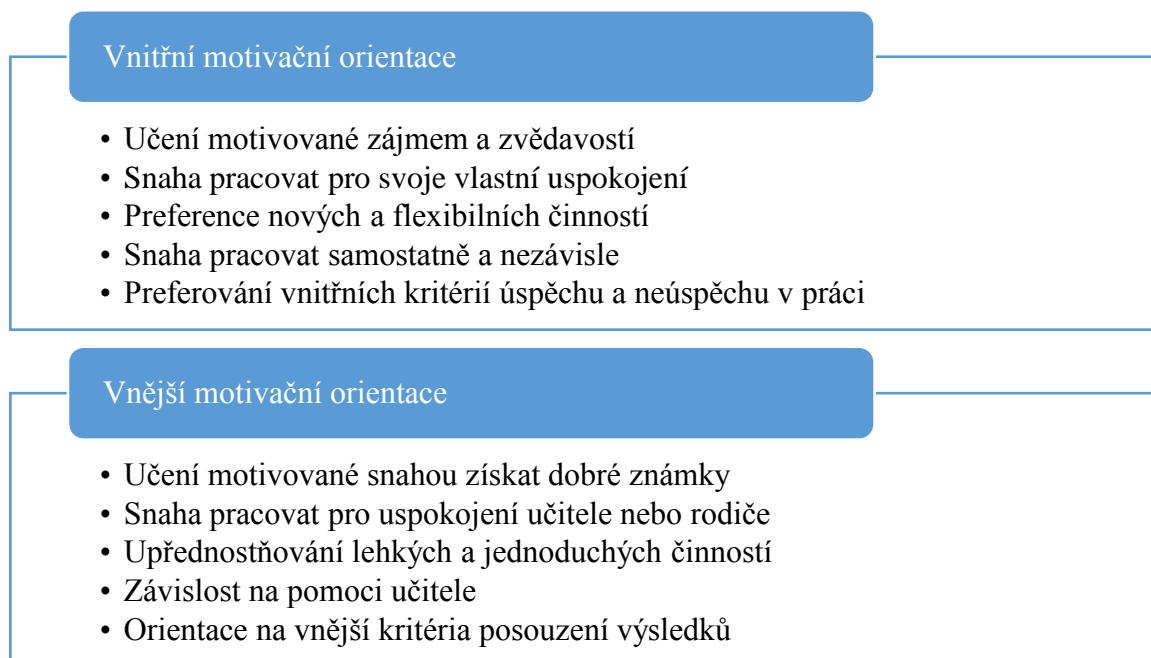 Vnitřní motivační orientace
• Učení motivované zájmem a zvědavostí
• Snaha pracovat pro svoje vlastní uspokojení
• Preference nových a flexibilních činností
• Snaha pracovat samostatně a nezávisle
• Preferování vnitřních kritérií úspěchu a neúspěchu v práci
Vnější motivační orientace
• Učení motivované snahou získat dobré známky
• Snaha pracovat pro uspokojení učitele nebo rodiče
• Upřednostňování lehkých a jednoduchých činností
• Závislost na pomoci učitele
• Orientace na vnější kritéria posouzení výsledků